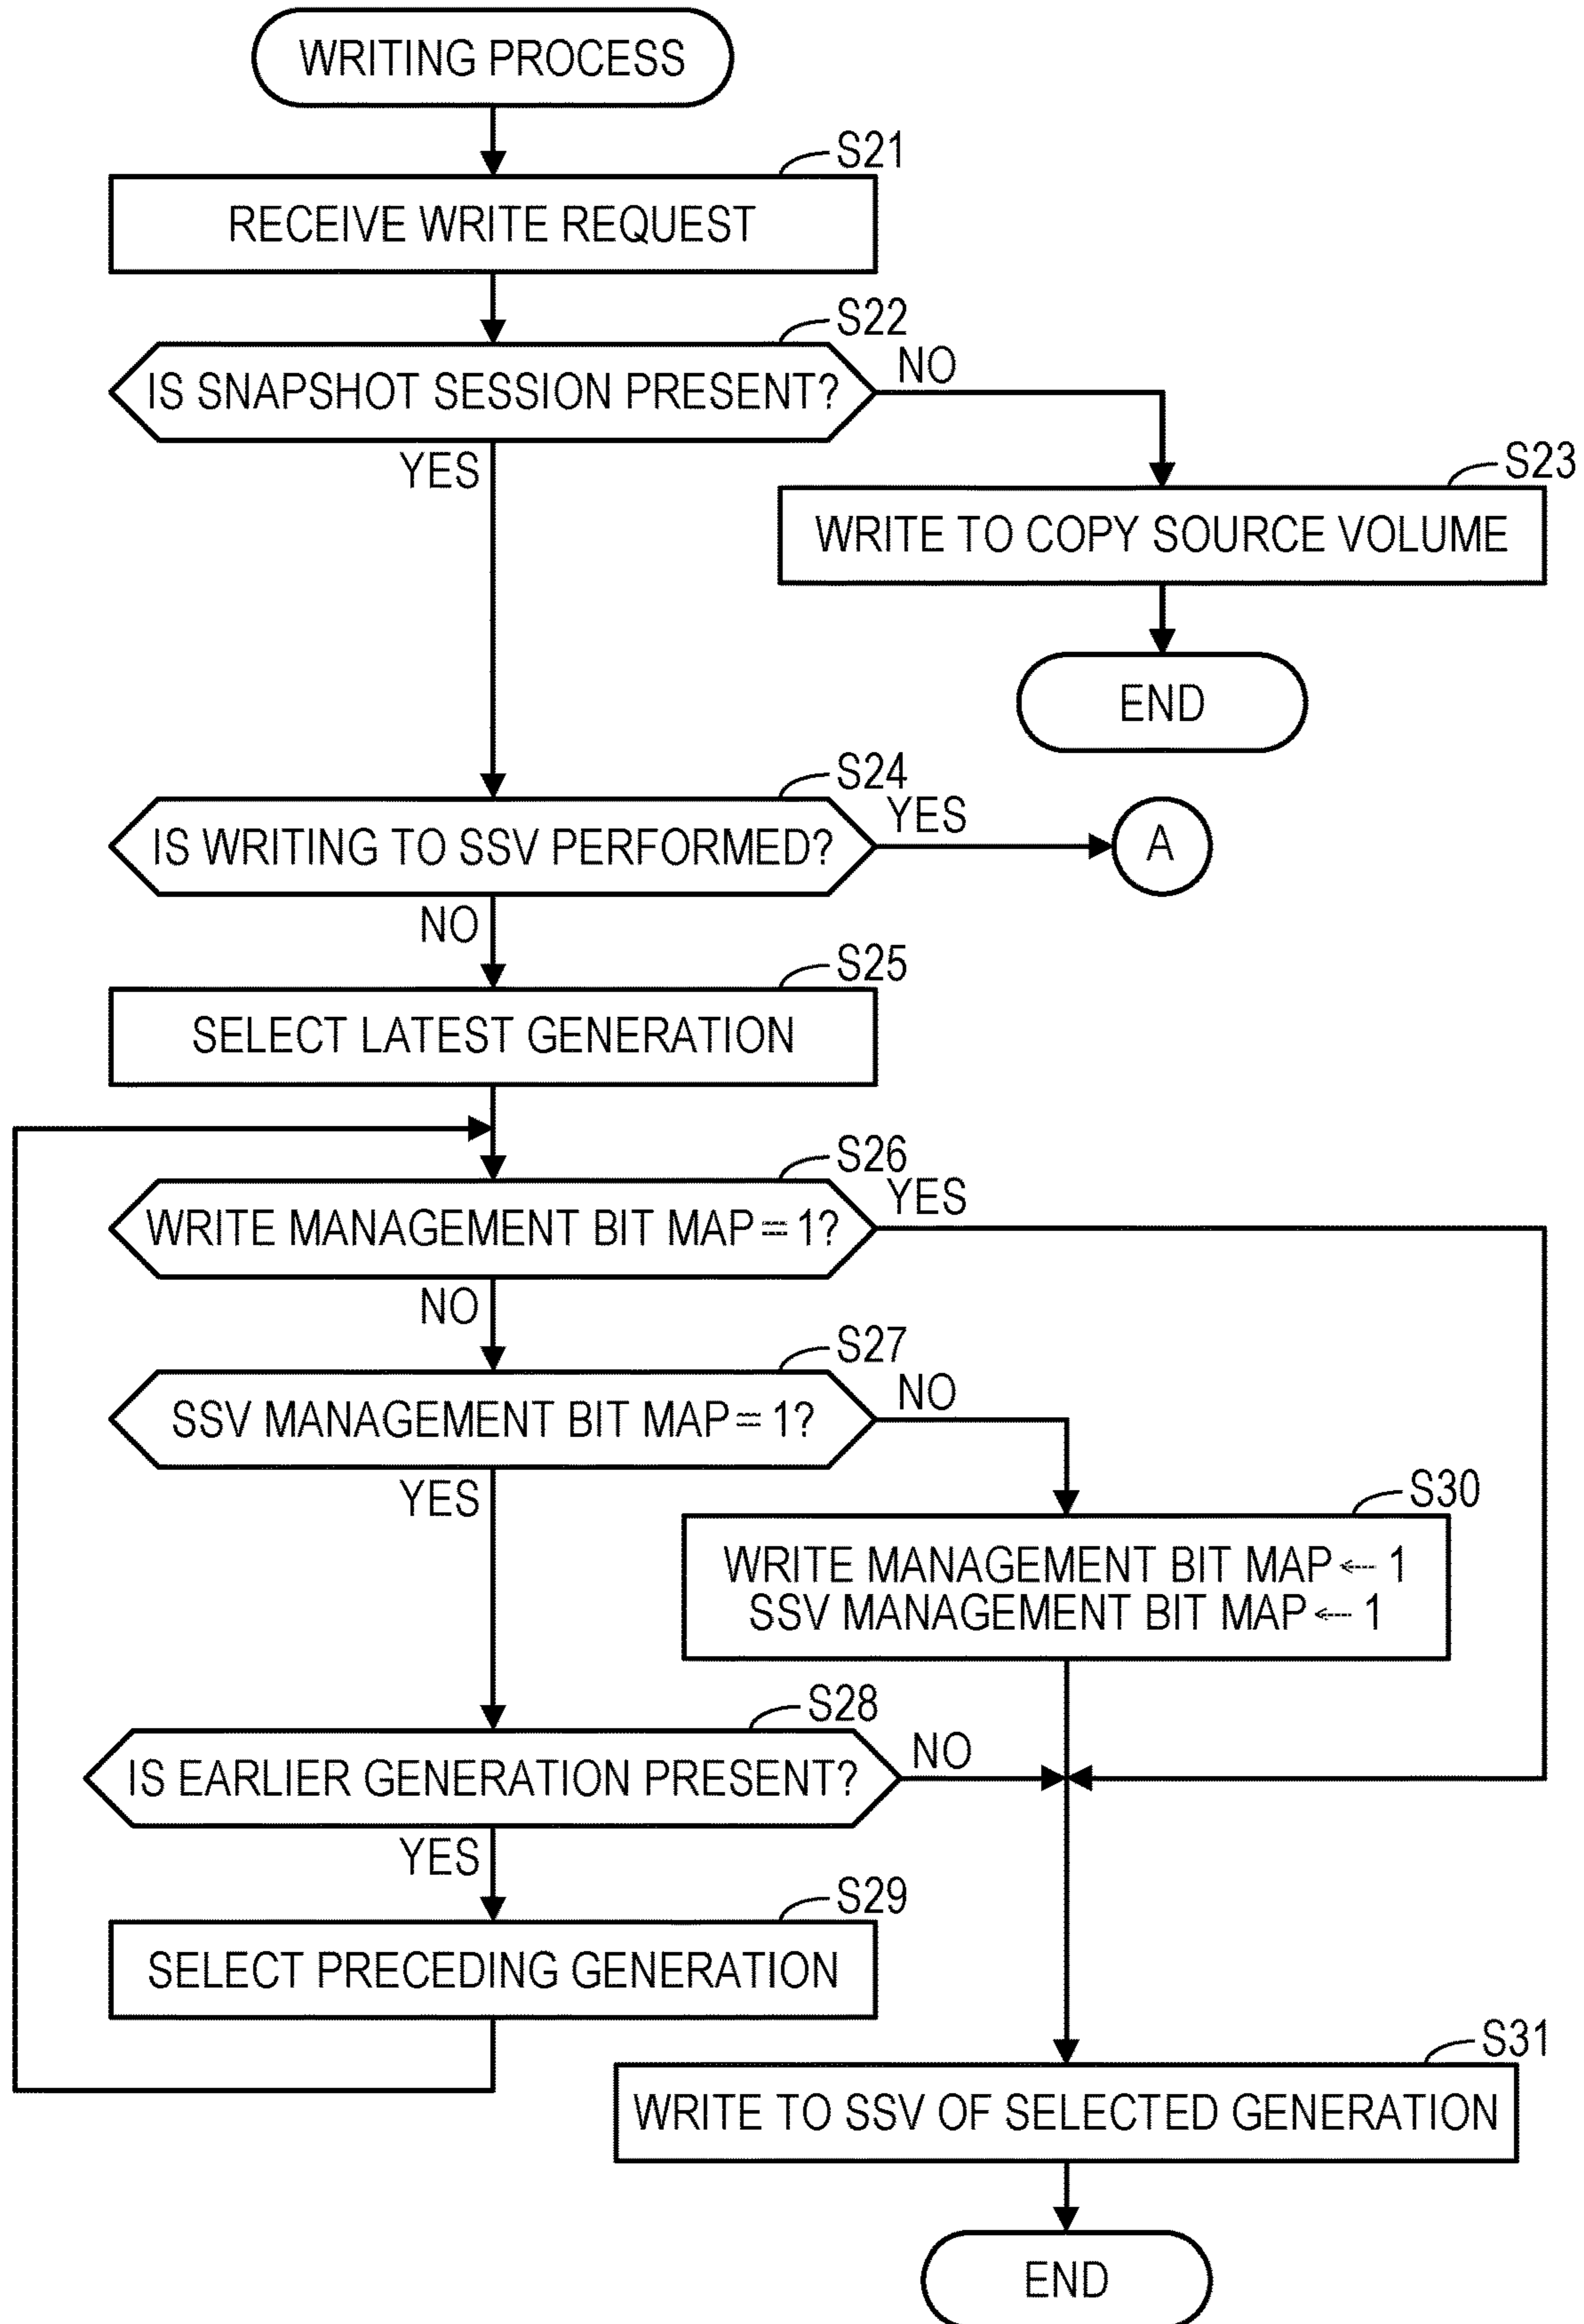 WRITING PROCESS
S21
RECEIVE WRITE REQUEST
S22
IS SNAPSHOT SESSION PRESENT?
NO
YES
S23
WRITE TO COPY SOURCE VOLUME
END
S24
IS WRITING TO SSV PERFORMED?
YES
A
NO
S25
SELECT LATEST GENERATION
S26
WRITE MANAGEMENT BIT MAP = 1?
YES
NO
S27
SSV MANAGEMENT BIT MAP = 1?
NO
YES
S30
WRITE MANAGEMENT BIT MAP ← 1
SSV MANAGEMENT BIT MAP ← 1
S28
IS EARLIER GENERATION PRESENT?
NO
YES
S29
SELECT PRECEDING GENERATION
S31
WRITE TO SSV OF SELECTED GENERATION
END